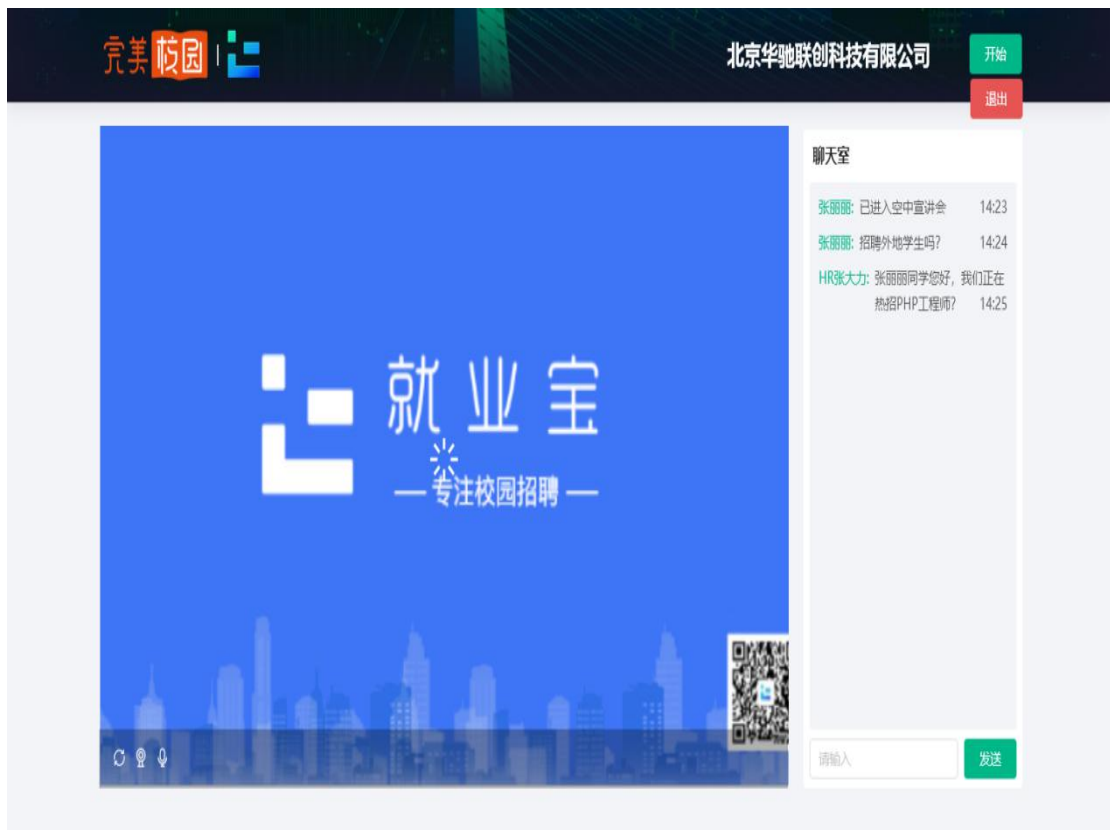 完美校园
北京华驰联创科技有限公司
开始
退出
就业宝
— 专注校园招聘 —
聊天室
张丽丽: 已进入空中宣讲会 14:23
张丽丽: 招聘外地学生吗? 14:24
HR张大力: 张丽丽同学您好，我们正在
热招PHP工程师? 14:25
请输入
发送